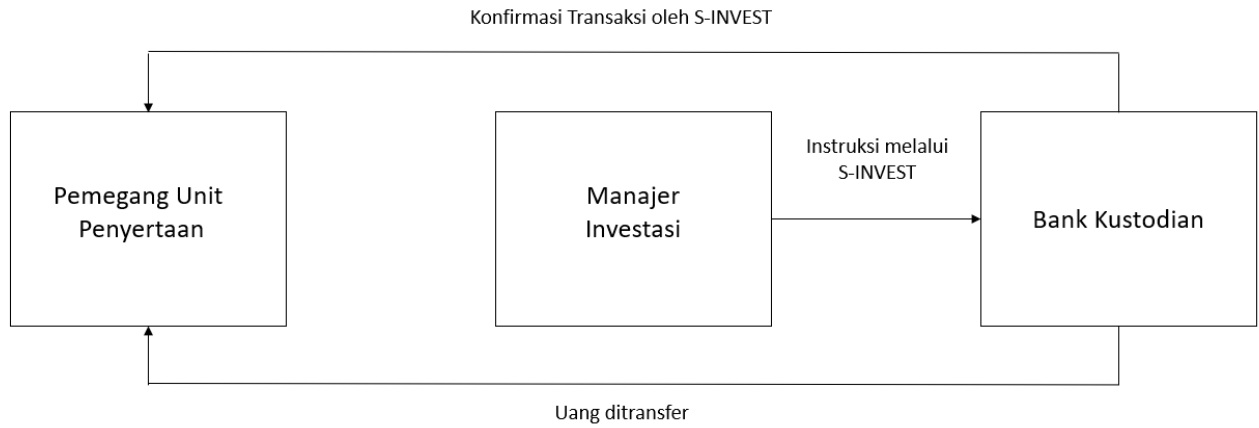 Konfirmasi Transaksi oleh S-INVEST
Pemegang Unit
Penyertaan
Manajer
Investasi
Instruksi melalui
S-INVEST
Bank Kustodian
Uang ditransfer